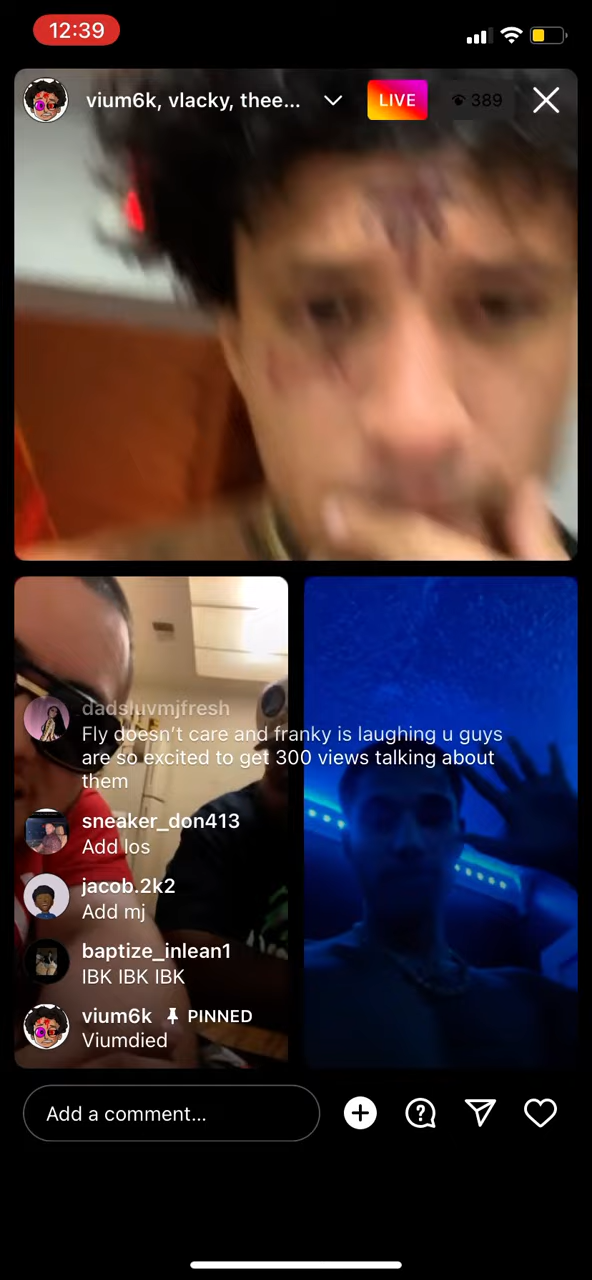 12:39
vium6k, vlacky, thee...
LIVE
389
dadsluvmjfresh
Fly doesn't care and franky is laughing u guys
are so excited to get 300 views talking about
them
sneaker_don413
Add los
jacob.2k2
Add mj
baptize_inlean1
IBK IBK IBK
vium6k PINNED
Viumdied
Add a comment...